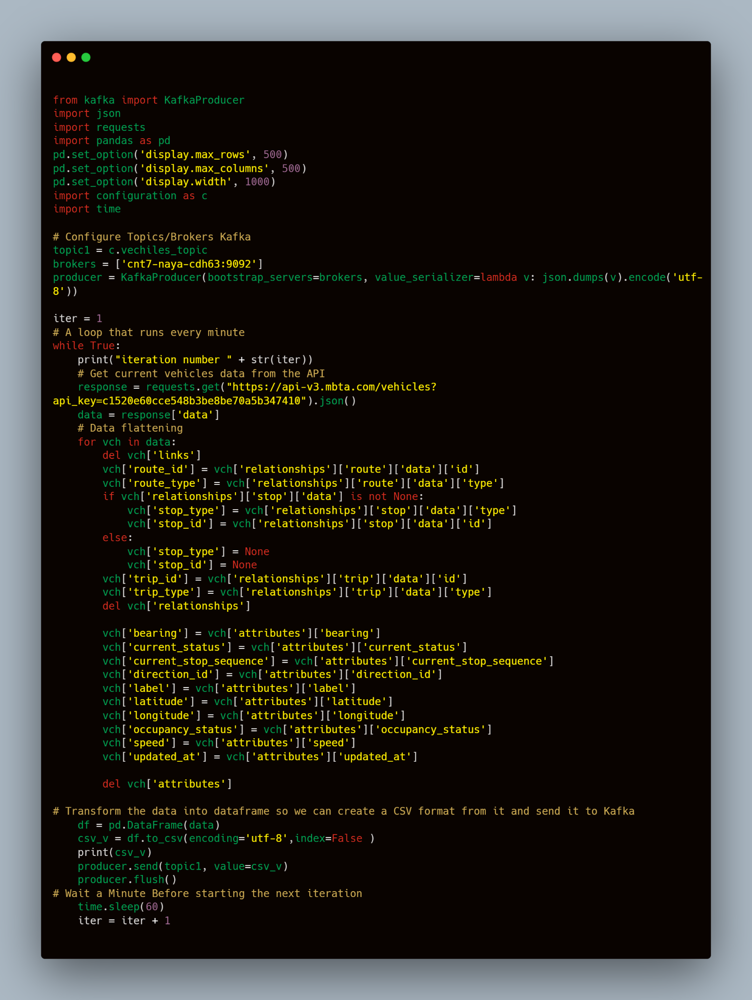 from kafka import KafkaProducer
import json
import requests
import pandas as pd
pd.set_option('display.max_rows', 500)
pd.set_option('display.max_columns', 500)
pd.set_option('display.width', 1000)
import configuration as c
import time

# Configure Topics/Brokers Kafka
topic1 = c.vechiles_topic
brokers = ['cnt7-naya-cdh63:9092']
producer = KafkaProducer(bootstrap_servers=brokers, value_serializer=lambda v: json.dumps(v).encode('utf-
8'))

iter = 1
# A loop that runs every minute
while True:
    print("iteration number " + str(iter))
    # Get current vehicles data from the API
    response = requests.get("https://api-v3.mbta.com/vehicles?
api_key=c1520e60cce548b3be8be70a5b347410").json()
    data = response['data']
    # Data flattening
    for vch in data:
        del vch['links']
        vch['route_id'] = vch['relationships']['route']['data']['id']
        vch['route_type'] = vch['relationships']['route']['data']['type']
        if vch['relationships']['stop']['data'] is not None:
            vch['stop_type'] = vch['relationships']['stop']['data']['type']
            vch['stop_id'] = vch['relationships']['stop']['data']['id']
        else:
            vch['stop_type'] = None
            vch['stop_id'] = None
        vch['trip_id'] = vch['relationships']['trip']['data']['id']
        vch['trip_type'] = vch['relationships']['trip']['data']['type']
        del vch['relationships']

        vch['bearing'] = vch['attributes']['bearing']
        vch['current_status'] = vch['attributes']['current_status']
        vch['current_stop_sequence'] = vch['attributes']['current_stop_sequence']
        vch['direction_id'] = vch['attributes']['direction_id']
        vch['label'] = vch['attributes']['label']
        vch['latitude'] = vch['attributes']['latitude']
        vch['longitude'] = vch['attributes']['longitude']
        vch['occupancy_status'] = vch['attributes']['occupancy_status']
        vch['speed'] = vch['attributes']['speed']
        vch['updated_at'] = vch['attributes']['updated_at']

        del vch['attributes']

# Transform the data into dataframe so we can create a CSV format from it and send it to Kafka
    df = pd.DataFrame(data)
    csv_v = df.to_csv(encoding='utf-8',index=False )
    print(csv_v)
    producer.send(topic1, value=csv_v)
    producer.flush()
# Wait a Minute Before starting the next iteration
    time.sleep(60)
    iter = iter + 1